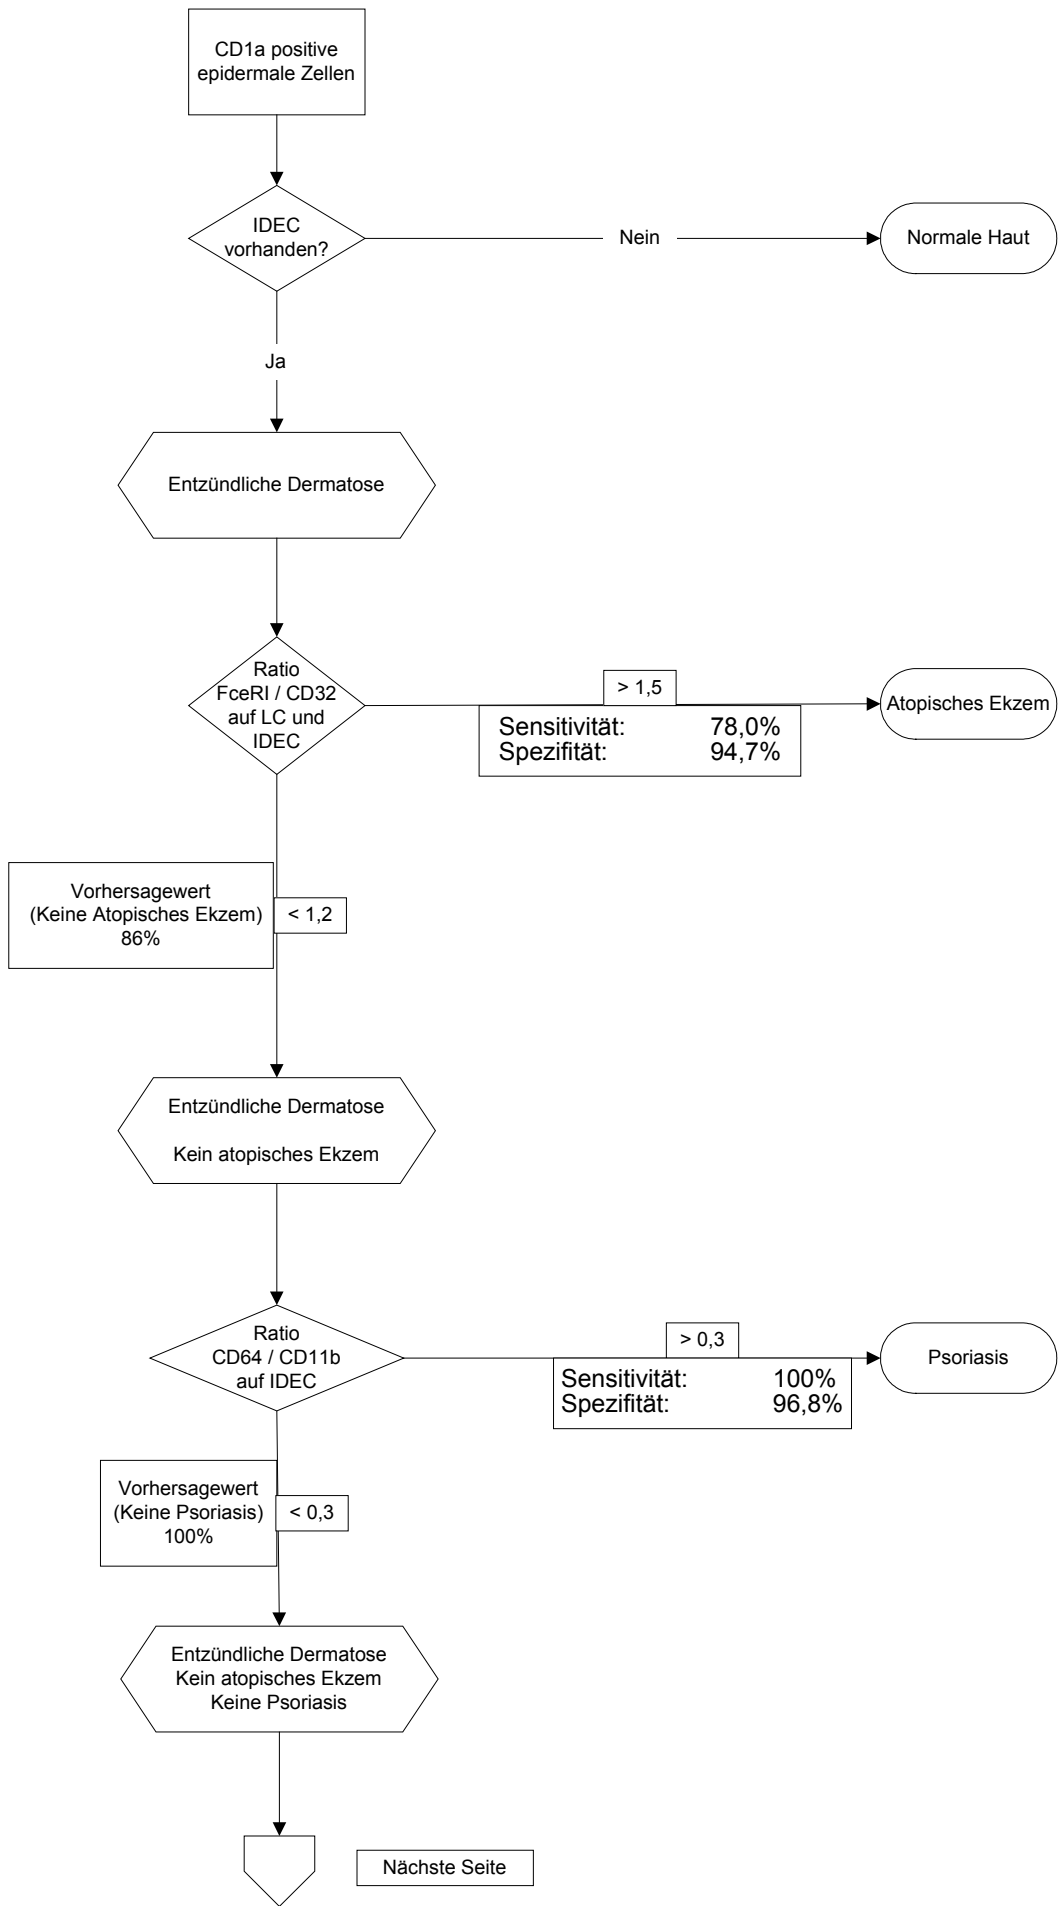 CD1a positive
epidermale Zellen
IDEC
vorhanden?
Nein
Normale Haut
Ja
Entzündliche Dermatose
Ratio
FceRI / CD32
auf LC und
IDEC
> 1,5
Sensitivität: 78,0%
Spezifität: 94,7%
Atopisches Ekzem
Vorhersagewert
(Keine Atopisches Ekzem)
86%
< 1,2
Entzündliche Dermatose
Kein atopisches Ekzem
Ratio
CD64 / CD11b
auf IDEC
> 0,3
Sensitivität: 100%
Spezifität: 96,8%
Psoriasis
Vorhersagewert
(Keine Psoriasis)
100%
< 0,3
Entzündliche Dermatose
Kein atopisches Ekzem
Keine Psoriasis
Nächste Seite